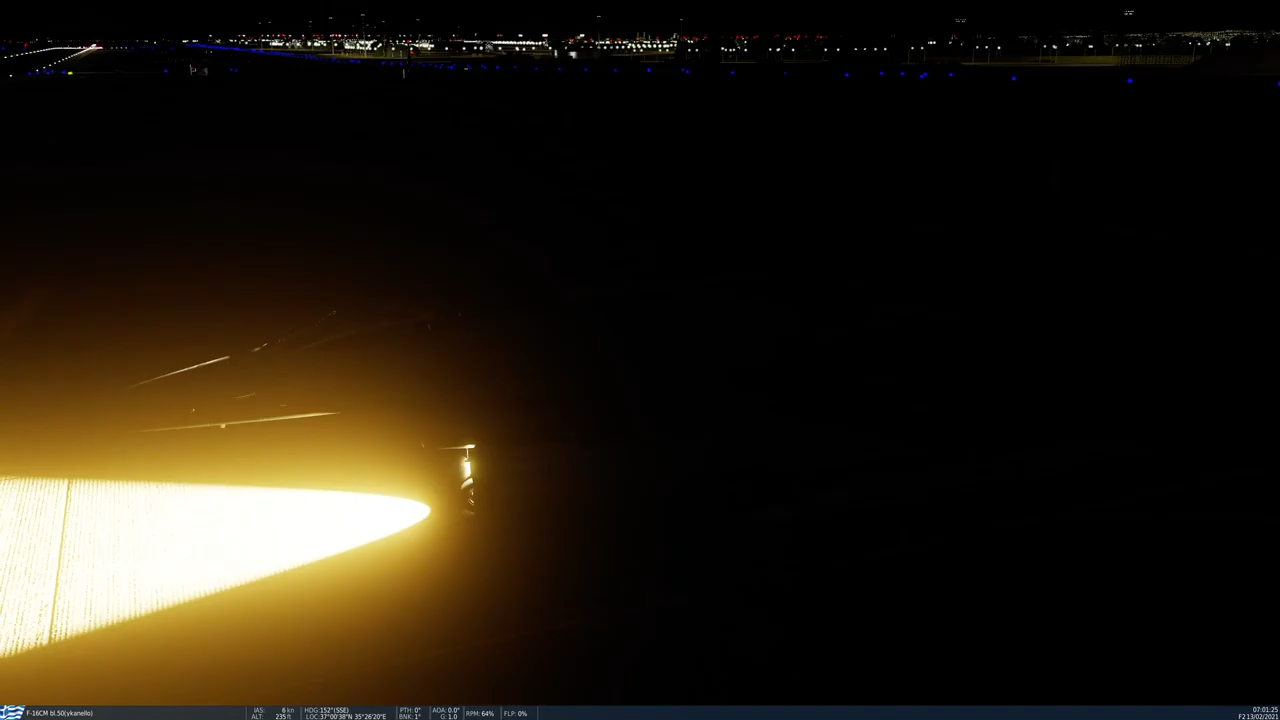 F-16CM bl.50(ykanello)
IAS: 6 kn
ALT: 235 ft
HDG:152°(SSE)
LOC:37°00'38"N 35°26'20"E
PTH: 0°
BNK: 1°
AOA: 0.0°
G: 1.0
RPM: 64%
FLP: 0%
07:01:25
F2 13/02/2021